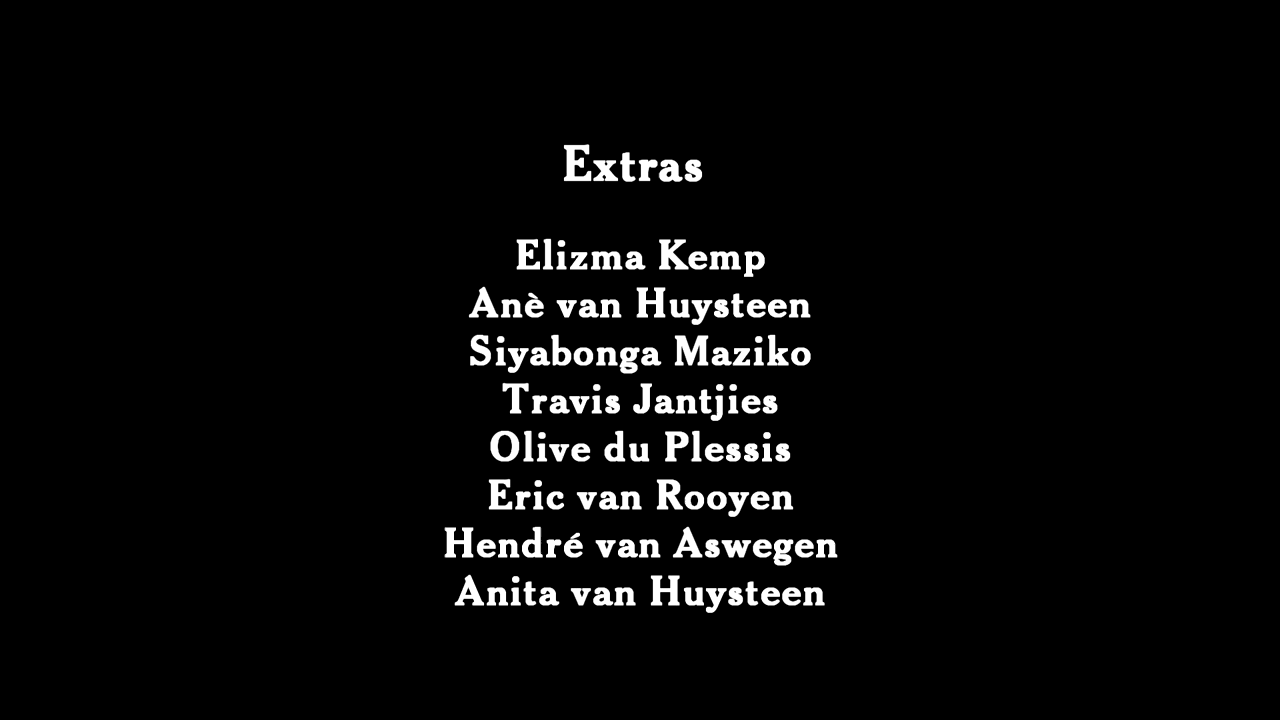 Extras
Elizma Kemp
Anè van Huysteen
Siyabonga Maziko
Travis Jantjies
Olive du Plessis
Eric van Rooyen
Hendré van Aswegen
Anita van Huysteen